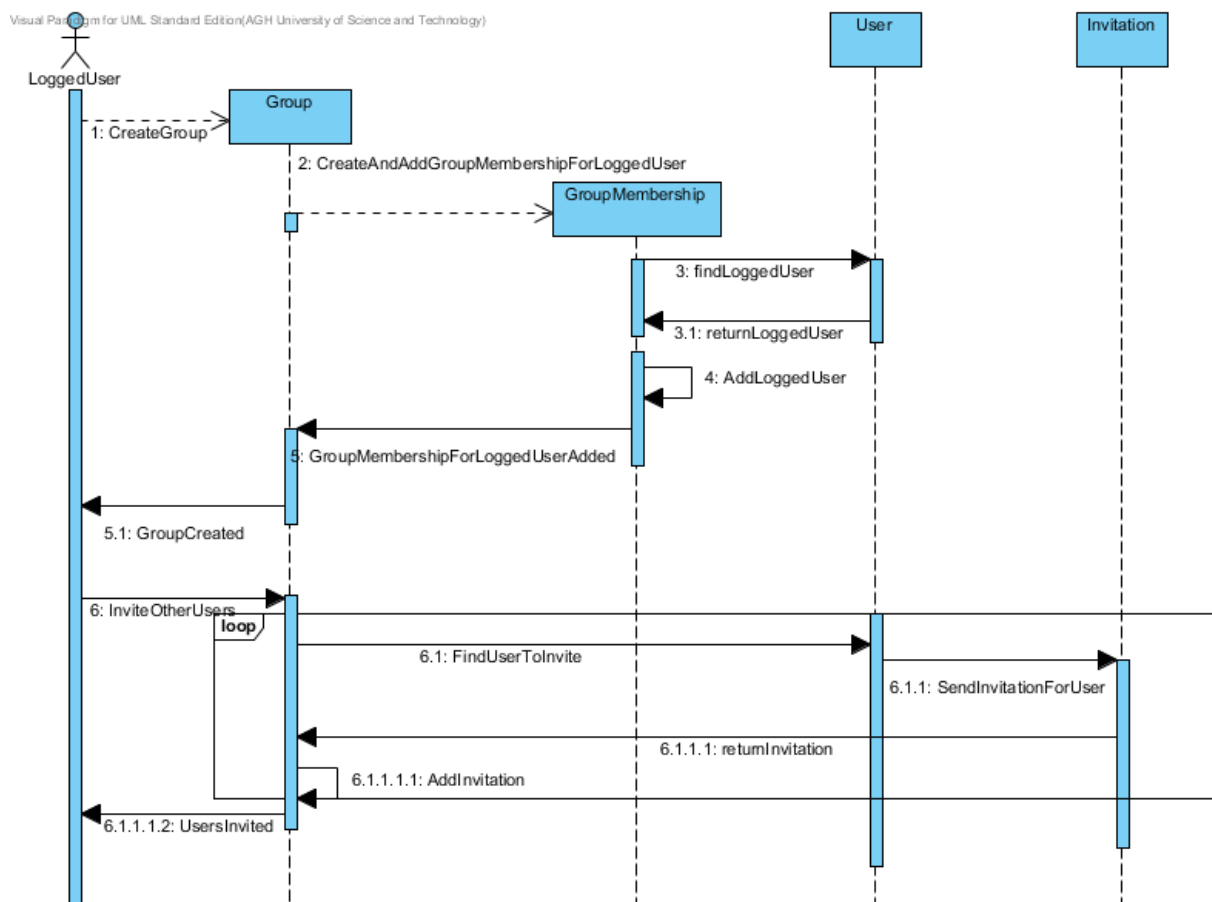 Visual Paradigm for UML Standard Edition(AGH University of Science and Technology)
User
Invitation
LoggedUser
Group
1: CreateGroup
2: CreateAndAddGroupMembershipForLoggedUser
GroupMembership
3: findLoggedUser
3.1: returnLoggedUser
4: AddLoggedUser
5: GroupMembershipForLoggedUserAdded
5.1: GroupCreated
6: InviteOtherUsers
loop
6.1: FindUserToInvite
6.1.1: SendInvitationForUser
6.1.1.1: returnInvitation
6.1.1.1.1: AddInvitation
6.1.1.1.2: UsersInvited